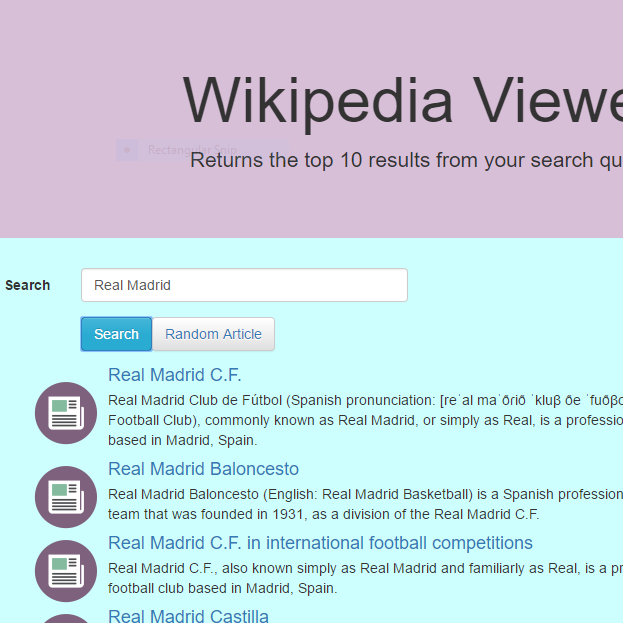 Wikipedia Viewe
Rectangular Snip
Returns the top 10 results from your search qu
Search
Real Madrid
Search
Random Article
Real Madrid C.F.
Real Madrid Club de Fútbol (Spanish pronunciation: [reˈal maˈðɾið ˈkluβ ðe ˈfuðβo
Football Club), commonly known as Real Madrid, or simply as Real, is a professio
based in Madrid, Spain.
Real Madrid Baloncesto
Real Madrid Baloncesto (English: Real Madrid Basketball) is a Spanish profession
team that was founded in 1931, as a division of the Real Madrid C.F.
Real Madrid C.F. in international football competitions
Real Madrid C.F., also known simply as Real Madrid and familiarly as Real, is a pr
football club based in Madrid, Spain.
Real Madrid Castilla